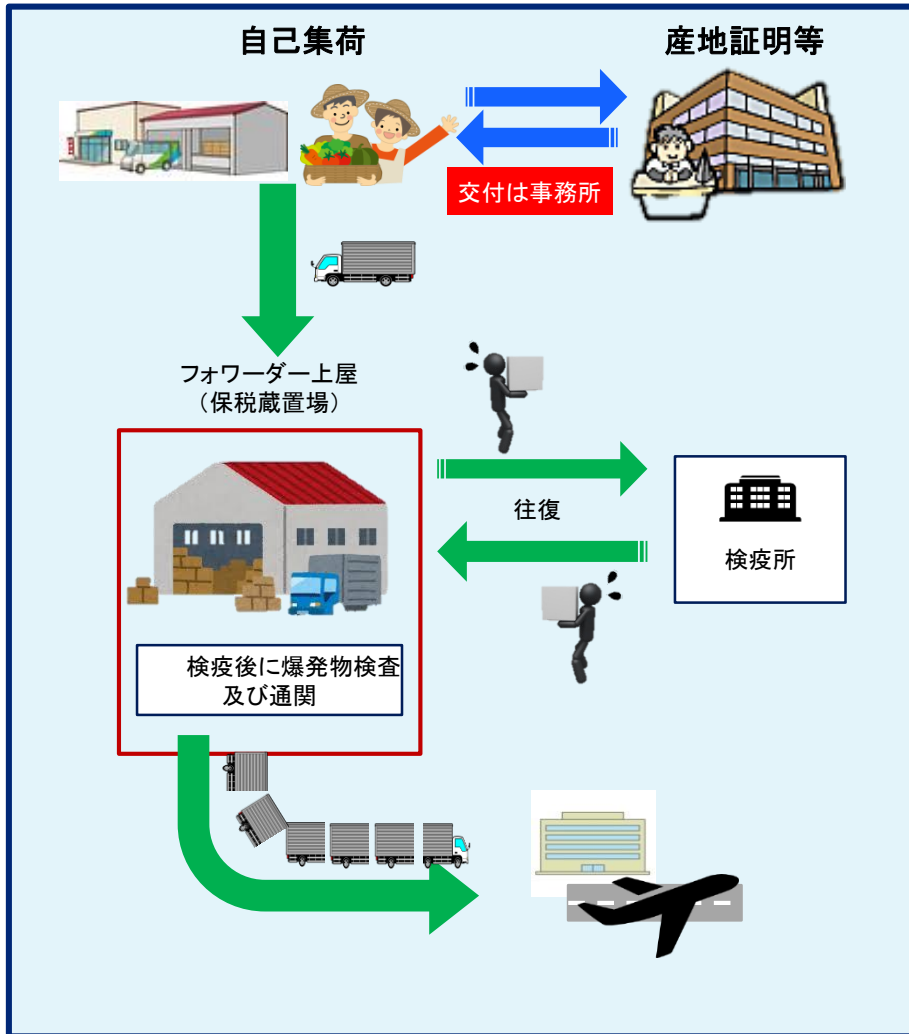 自己集荷
産地証明等
交付は事務所
フォワーダー上屋
（保税蔵置場）
往復
検疫所
検疫後に爆発物検査
及び通関